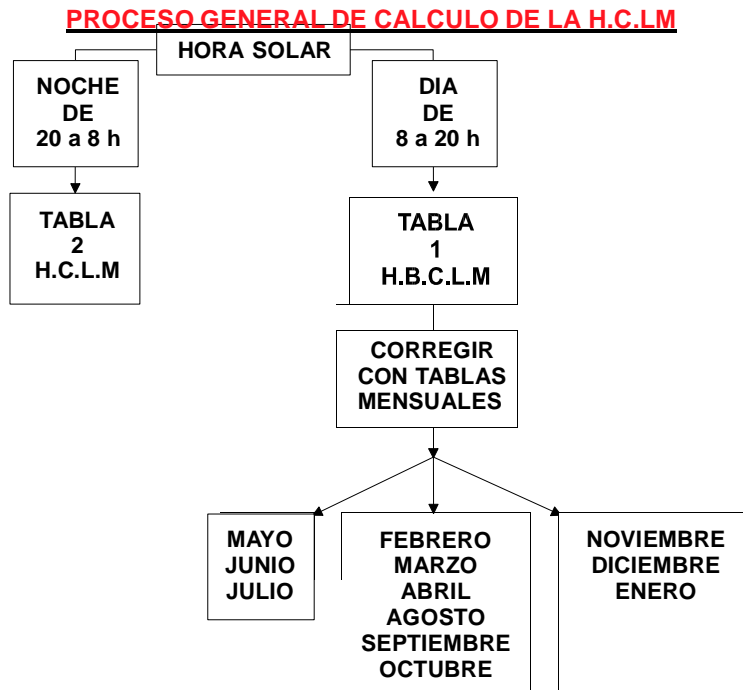 PROCESO GENERAL DE CALCULO DE LA H.C.LM
HORA SOLAR
NOCHE
DE
20 a 8 h
DIA
DE
8 a 20 h
TABLA
2
H.C.L.M
TABLA
1
H.B.C.L.M
CORREGIR
CON TABLAS
MENSUALES
MAYO
JUNIO
JULIO
FEBRERO
MARZO
ABRIL
AGOSTO
SEPTIEMBRE
OCTUBRE
NOVIEMBRE
DICIEMBRE
ENERO